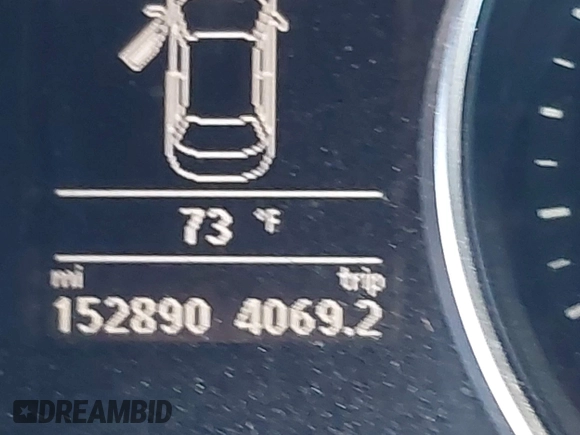 73 °F
mi trip
152890 4069.2
DREAMBID